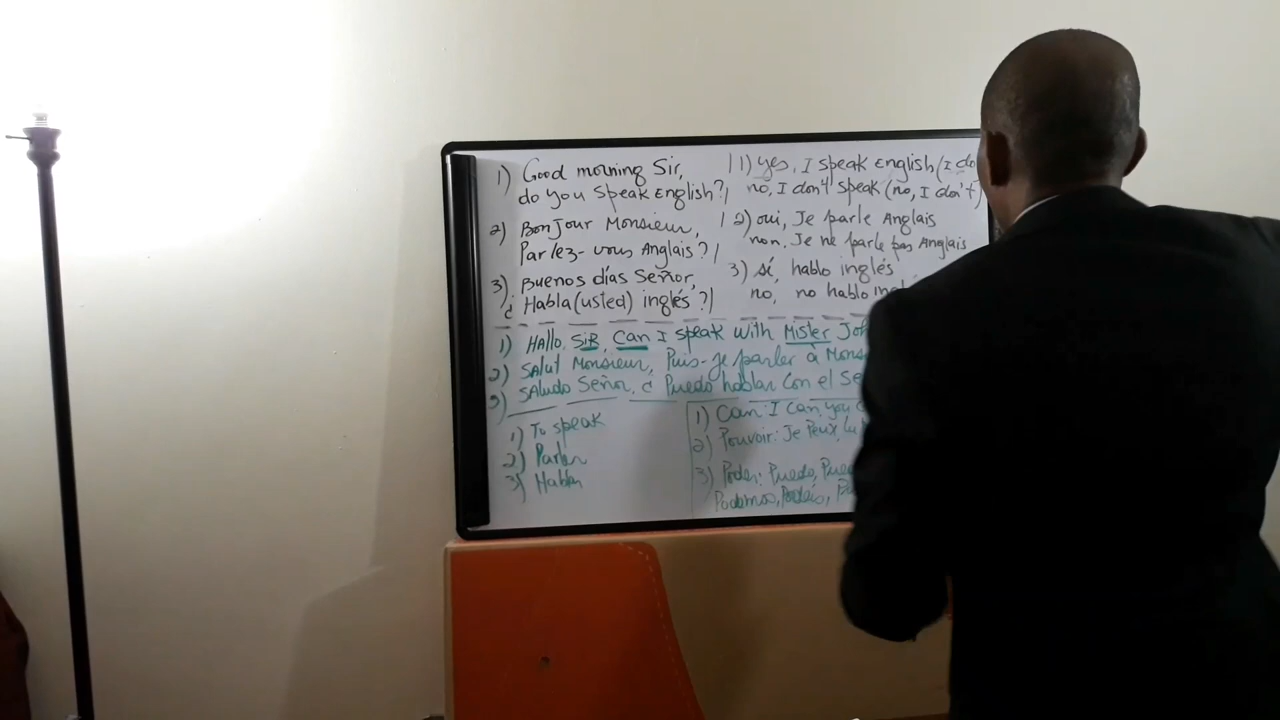 1) Good morning Sir,
do you speak English?/
2) Bonjour Monsieur,
Parlez-vous Anglais?/
3) Buenos días Señor,
¿ Habla (usted) inglés?/
1) yes, I speak english (I do
no, I don't speak (no, I don't)
2) oui, Je parle Anglais
non. Je ne parle pas Anglais
3) sí, hablo inglés
no, no hablo
1) HALLO, SIR, Can I speak with Mister
2) SAlut Monsieur, Puis-je parler à
3) SAludo Señor, ¿ Puedo hablar con el
1) To speak
2) Parler
3) Hablar
1) Can: I can, you
2) Pouvoir: Je Peux, tu
3) Poder: Puedo,
Podemos, Podéis,